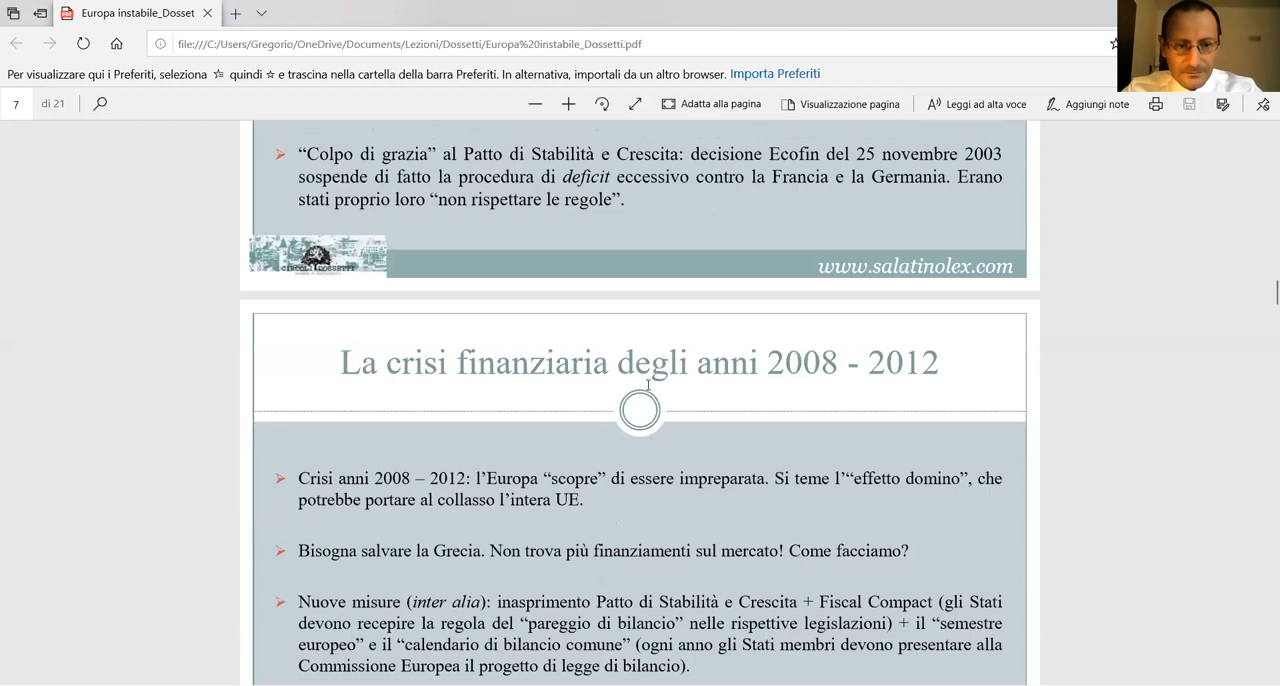 Europa instabile_Dosset
file:///C:/Users/Gregorio/OneDrive/Documents/Lezioni/Dossetti/Europa%20instabile_Dossetti.pdf
Per visualizzare qui i Preferiti, seleziona quindi ☆ e trascina nella cartella della barra Preferiti. In alternativa, importali da un altro browser. Importa Preferiti
7 di 21 Adatta alla pagina Visualizzazione pagina Leggi ad alta voce Aggiungi note
➢ “Colpo di grazia” al Patto di Stabilità e Crescita: decisione Ecofin del 25 novembre 2003
sospende di fatto la procedura di deficit eccessivo contro la Francia e la Germania. Erano
stati proprio loro “non rispettare le regole”.
CIRCOLI DOSSETTI
www.salatinolex.com
La crisi finanziaria degli anni 2008 - 2012
➢ Crisi anni 2008 – 2012: l’Europa “scopre” di essere impreparata. Si teme l’“effetto domino”, che
potrebbe portare al collasso l’intera UE.
➢ Bisogna salvare la Grecia. Non trova più finanziamenti sul mercato! Come facciamo?
➢ Nuove misure (inter alia): inasprimento Patto di Stabilità e Crescita + Fiscal Compact (gli Stati
devono recepire la regola del “pareggio di bilancio” nelle rispettive legislazioni) + il “semestre
europeo” e il “calendario di bilancio comune” (ogni anno gli Stati membri devono presentare alla
Commissione Europea il progetto di legge di bilancio).